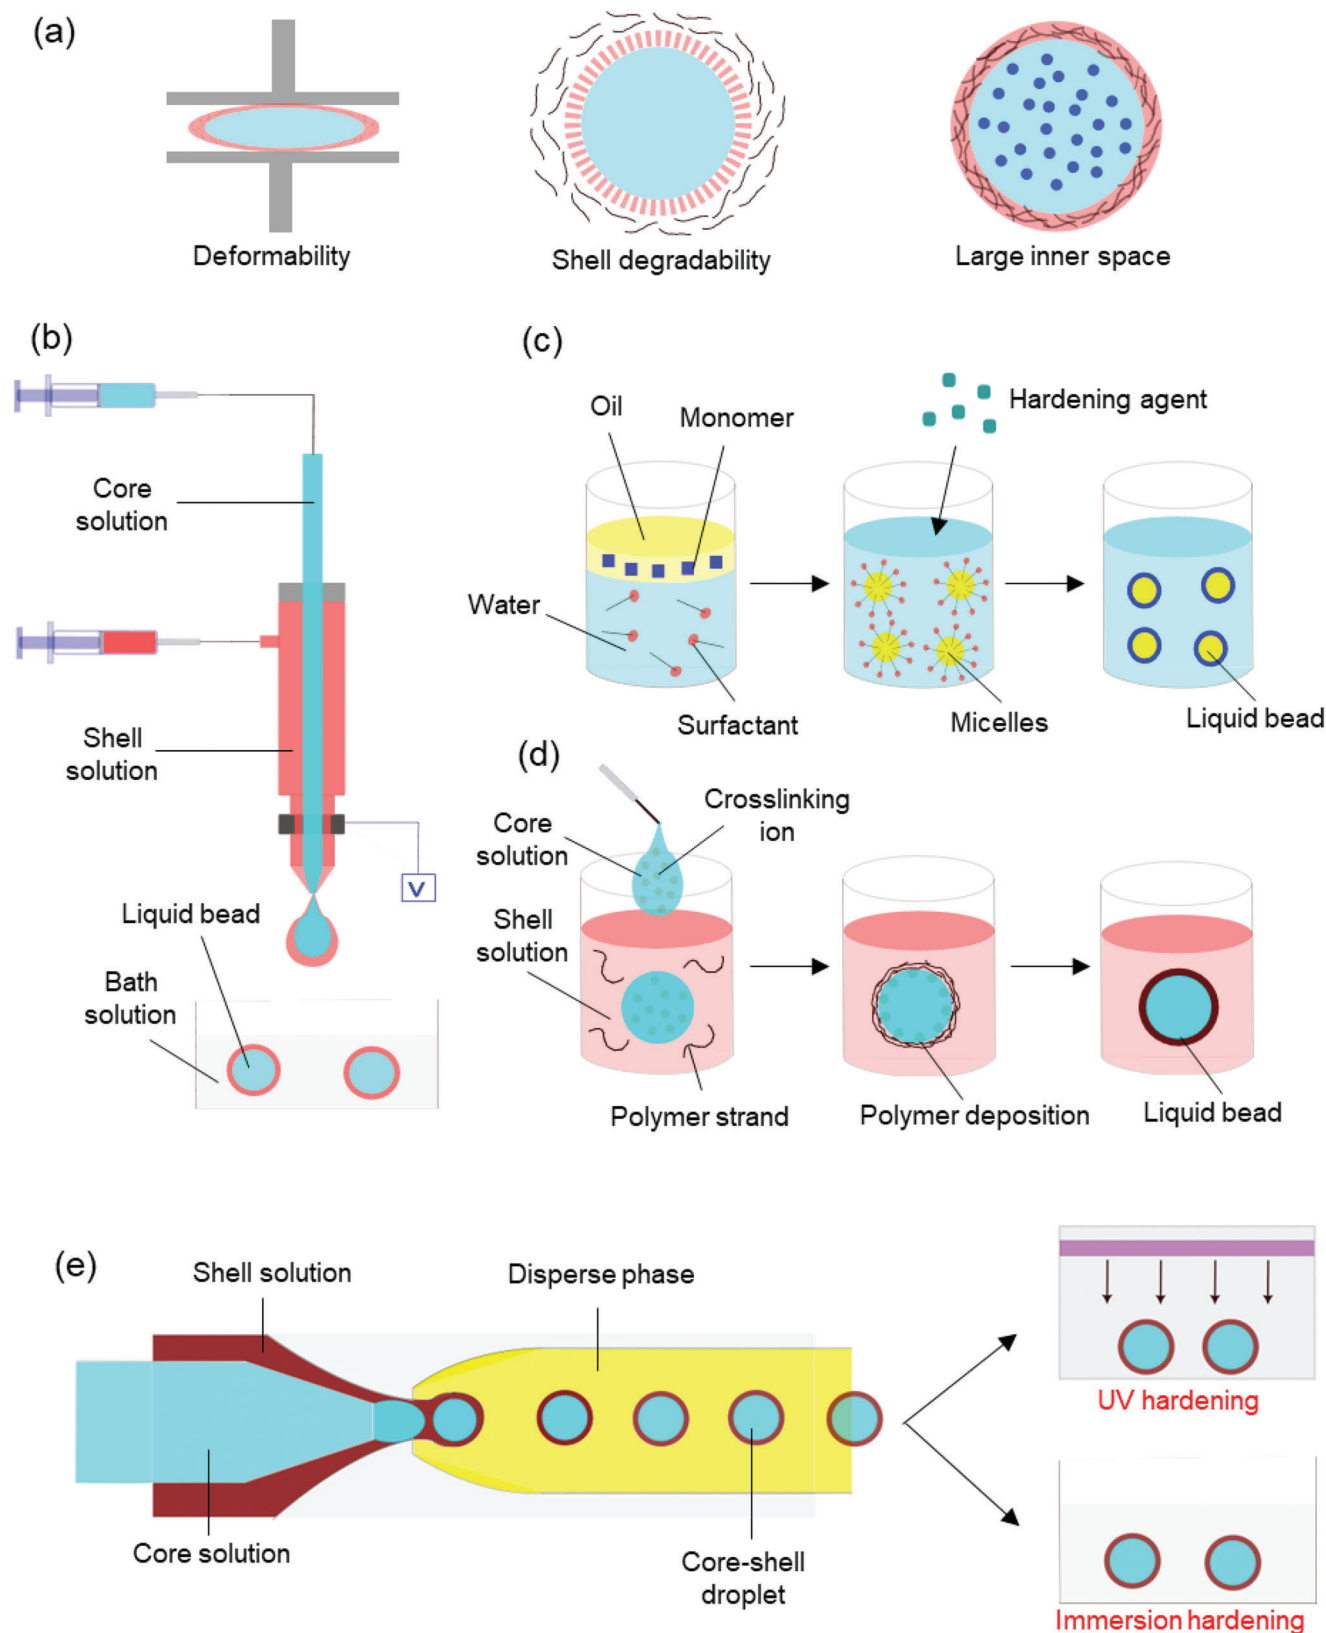 (a)
Deformability
Shell degradability
Large inner space
(b)
Core
solution
Shell
solution
V
Liquid bead
Bath
solution
(c)
Oil
Monomer
Hardening agent
Water
Surfactant
Micelles
Liquid bead
(d)
Core
solution
Crosslinking
ion
Shell
solution
Polymer strand
Polymer deposition
Liquid bead
(e)
Shell solution
Disperse phase
Core solution
Core-shell
droplet
UV hardening
Immersion hardening